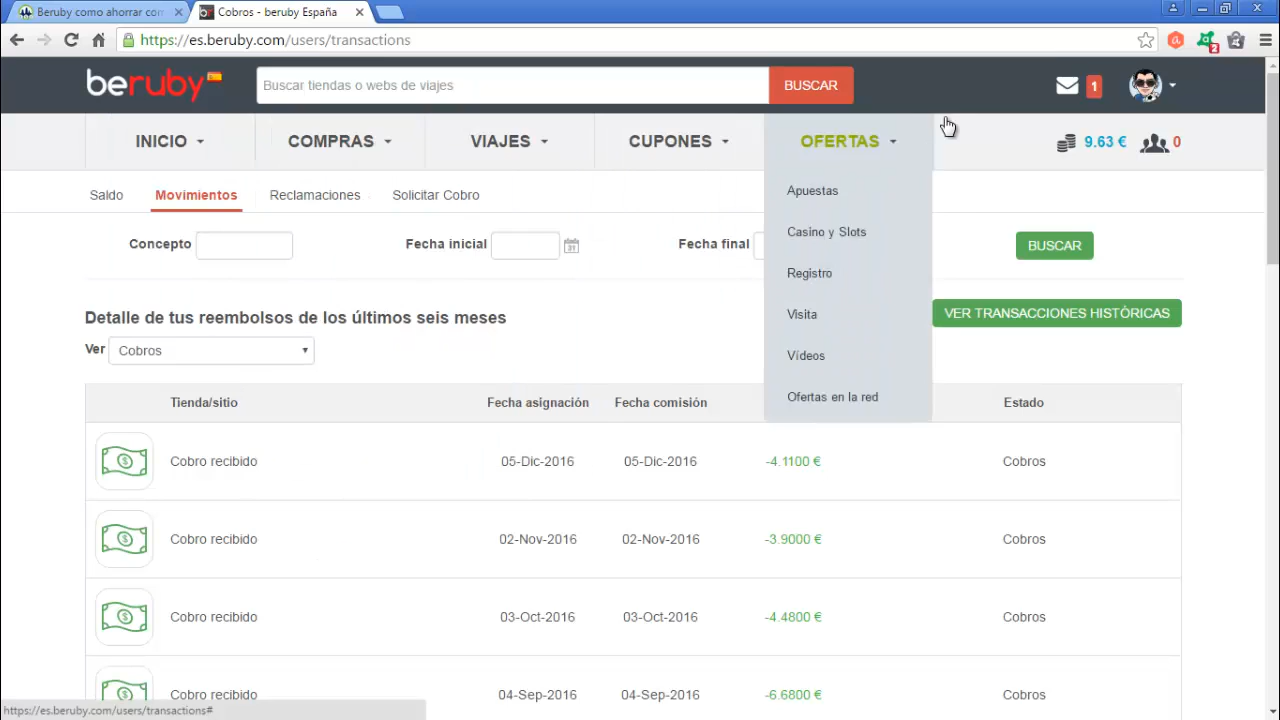 Beruby como ahorrar com
Cobros - beruby España
https://es.beruby.com/users/transactions
2
beruby
Buscar tiendas o webs de viajes
BUSCAR
1
INICIO
COMPRAS
VIAJES
CUPONES
OFERTAS
9.63 €
0
Saldo
Movimientos
Reclamaciones
Solicitar Cobro
Apuestas
Casino y Slots
Registro
Visita
Vídeos
Ofertas en la red
Concepto
Fecha inicial
31
Fecha final
BUSCAR
Detalle de tus reembolsos de los últimos seis meses
VER TRANSACCIONES HISTÓRICAS
Ver
Cobros
Tienda/sitio
Fecha asignación
Fecha comisión
Estado
Cobro recibido 05-Dic-2016 05-Dic-2016 -4.1100 € Cobros
Cobro recibido 02-Nov-2016 02-Nov-2016 -3.9000 € Cobros
Cobro recibido 03-Oct-2016 03-Oct-2016 -4.4800 € Cobros
Cobro recibido 04-Sep-2016 04-Sep-2016 -6.6800 € Cobros
https://es.beruby.com/users/transactions#